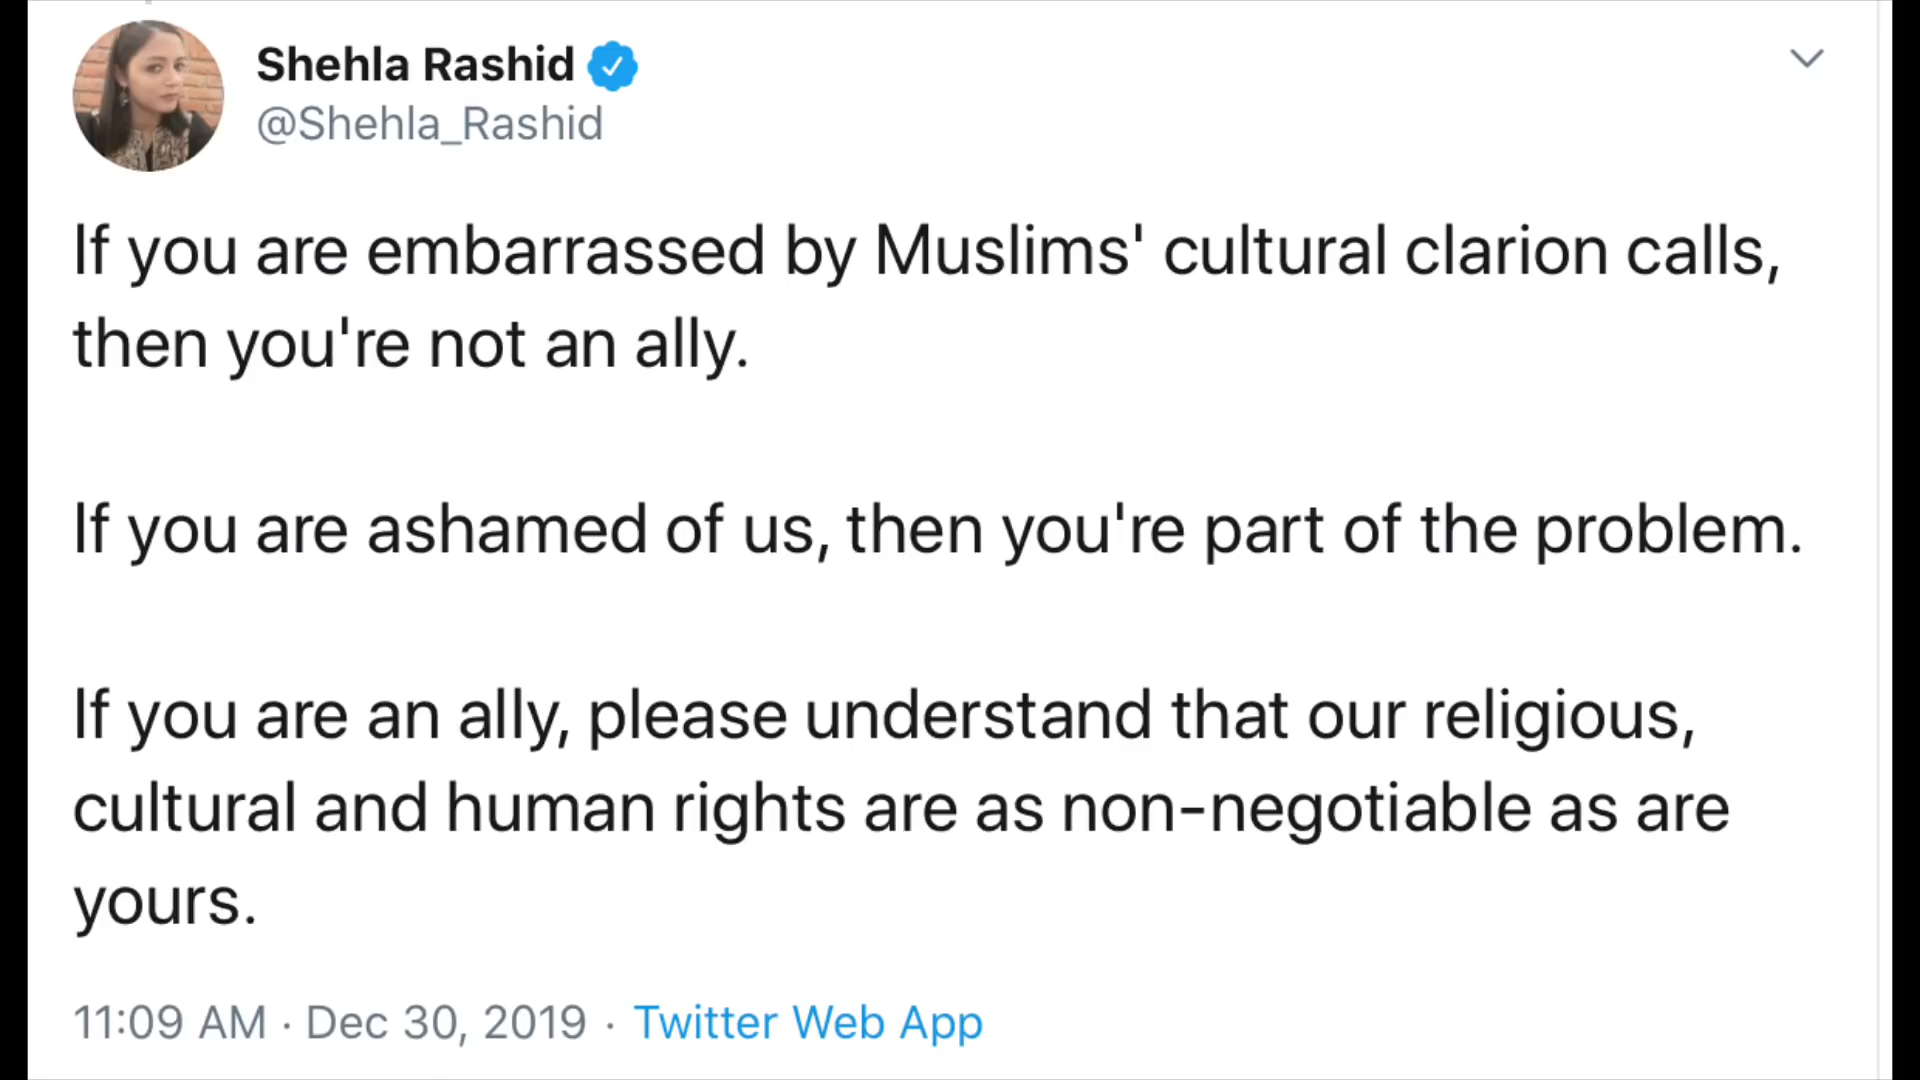 Shehla Rashid
@Shehla_Rashid
If you are embarrassed by Muslims' cultural clarion calls,
then you're not an ally.
If you are ashamed of us, then you're part of the problem.
If you are an ally, please understand that our religious,
cultural and human rights are as non-negotiable as are
yours.
11:09 AM · Dec 30, 2019 · Twitter Web App